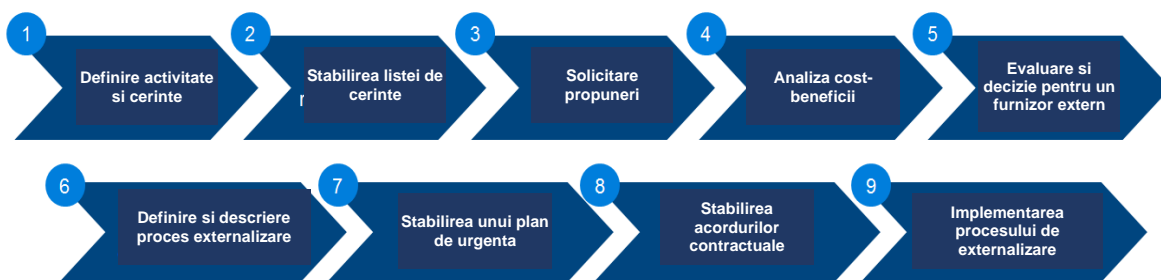 1
Definire activitate
si cerinte
2
Stabilirea listei de
cerinte
3
Solicitare
propuneri
4
Analiza cost-
beneficii
5
Evaluare si
decizie pentru un
furnizor extern
6
Definire si descriere
proces externalizare
7
Stabilirea unui plan
de urgenta
8
Stabilirea
acordurilor
contractuale
9
Implementarea
procesului de
externalizare